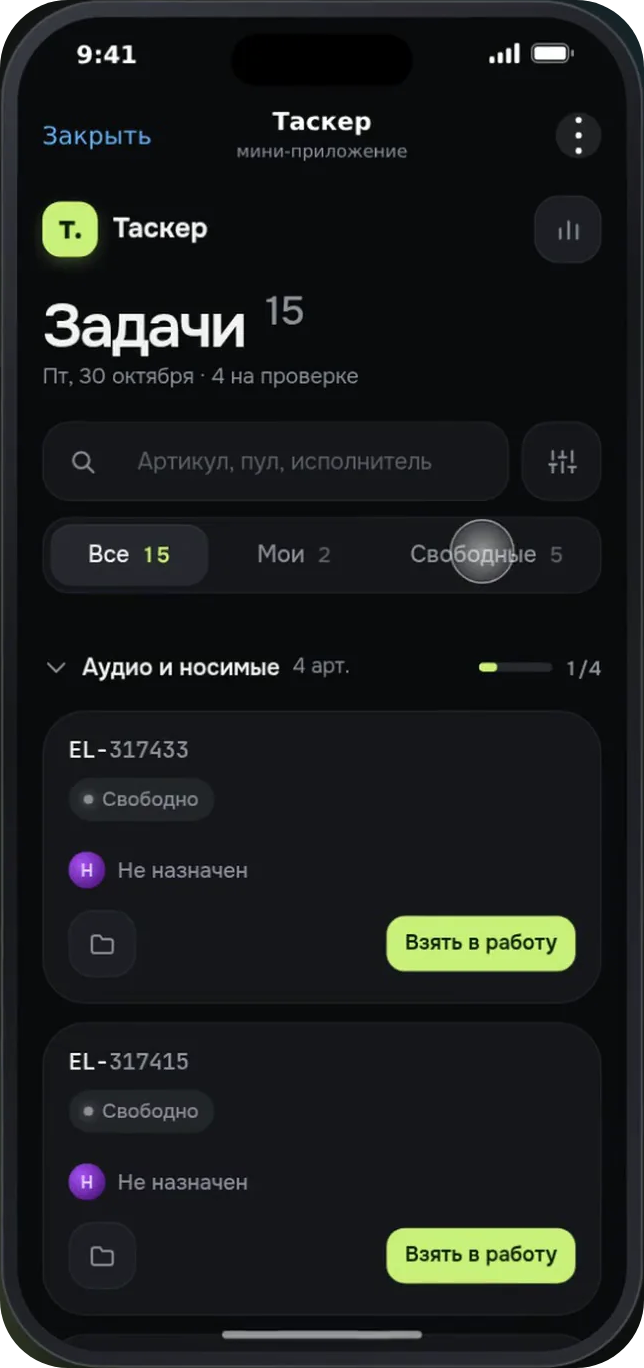 9:41
Закрыть
Таскер
мини-приложение
Т. Таскер
Задачи 15
Пт, 30 октября · 4 на проверке
Артикул, пул, исполнитель
Все 15 Мои 2 Свободные 5
Аудио и носимые 4 арт. 1/4
EL-317433
Свободно
Н Не назначен
Взять в работу
EL-317415
Свободно
Н Не назначен
Взять в работу